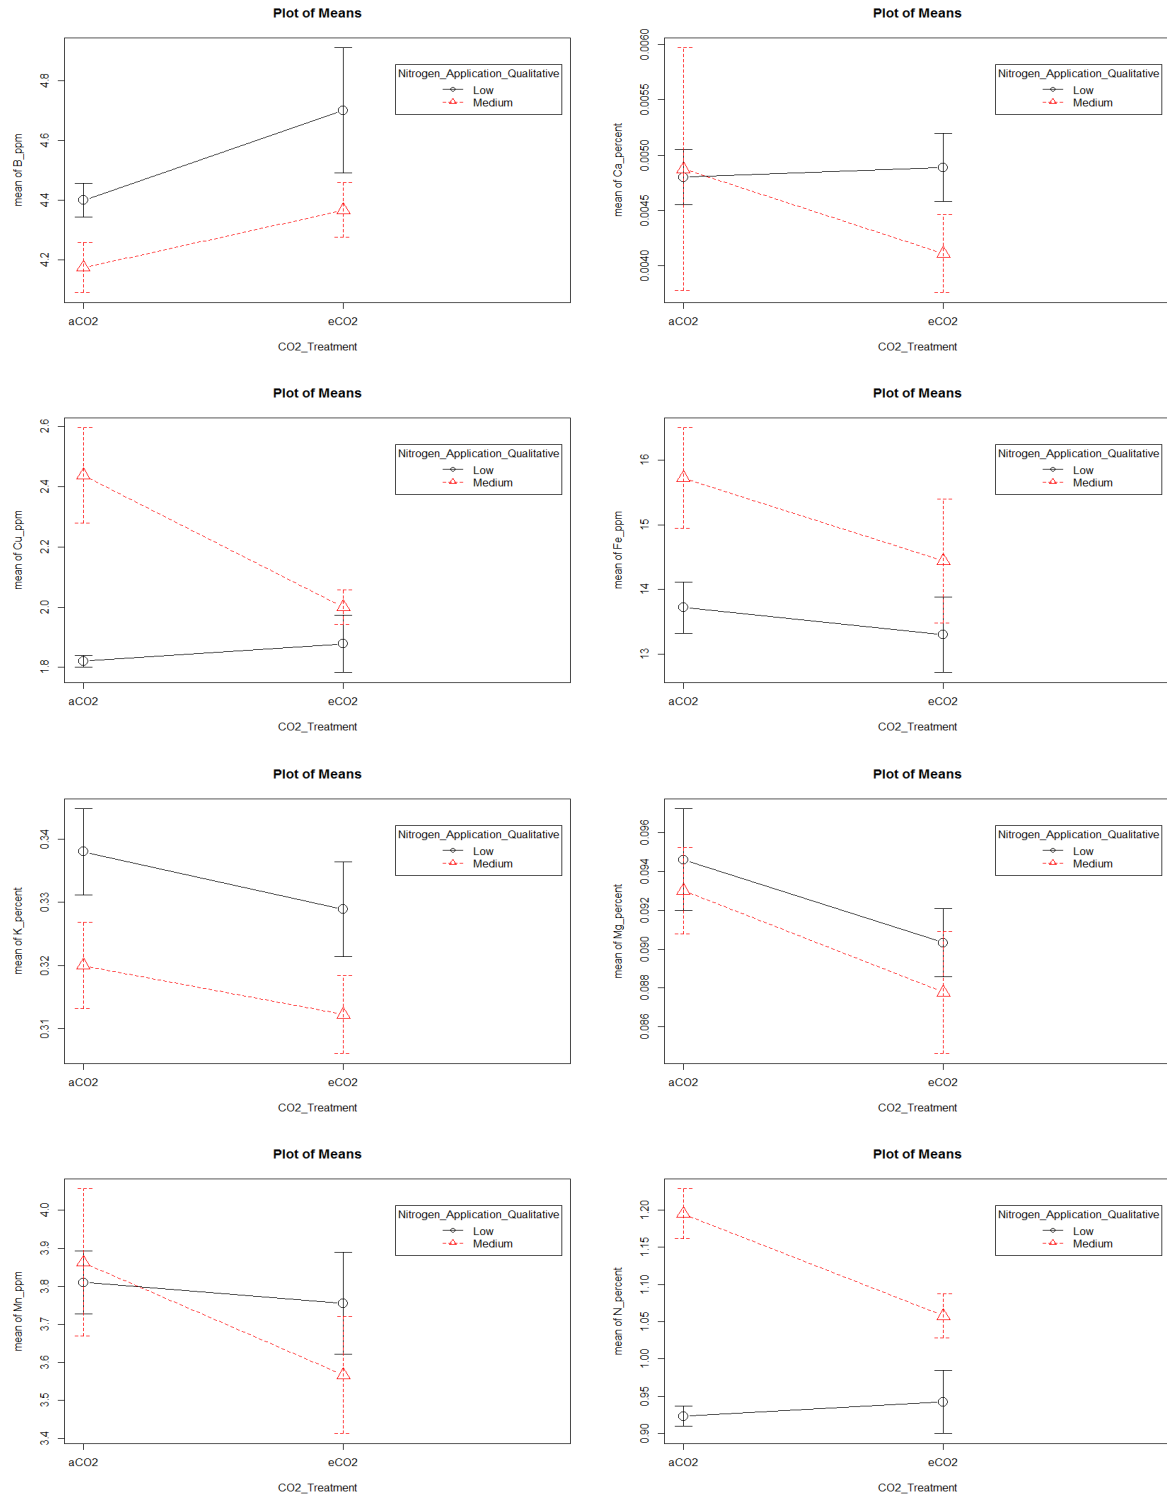 Plot of Means
mean of B_ppm
4.8
4.6
4.4
4.2
Nitrogen_Application_Qualitative
Low
Medium
aCO2
eCO2
CO2_Treatment
Plot of Means
mean of Ca_percent
0.0060
0.0055
0.0050
0.0045
0.0040
Nitrogen_Application_Qualitative
Low
Medium
aCO2
eCO2
CO2_Treatment
Plot of Means
mean of Cu_ppm
2.6
2.4
2.2
2.0
1.8
Nitrogen_Application_Qualitative
Low
Medium
aCO2
eCO2
CO2_Treatment
Plot of Means
mean of Fe_ppm
16
15
14
13
Nitrogen_Application_Qualitative
Low
Medium
aCO2
eCO2
CO2_Treatment
Plot of Means
mean of K_percent
0.34
0.33
0.32
0.31
Nitrogen_Application_Qualitative
Low
Medium
aCO2
eCO2
CO2_Treatment
Plot of Means
mean of Mg_percent
0.096
0.094
0.092
0.090
0.088
0.086
Nitrogen_Application_Qualitative
Low
Medium
aCO2
eCO2
CO2_Treatment
Plot of Means
mean of Mn_ppm
4.0
3.9
3.8
3.7
3.6
3.5
3.4
Nitrogen_Application_Qualitative
Low
Medium
aCO2
eCO2
CO2_Treatment
Plot of Means
mean of N_percent
1.20
1.15
1.10
1.05
1.00
0.95
0.90
Nitrogen_Application_Qualitative
Low
Medium
aCO2
eCO2
CO2_Treatment